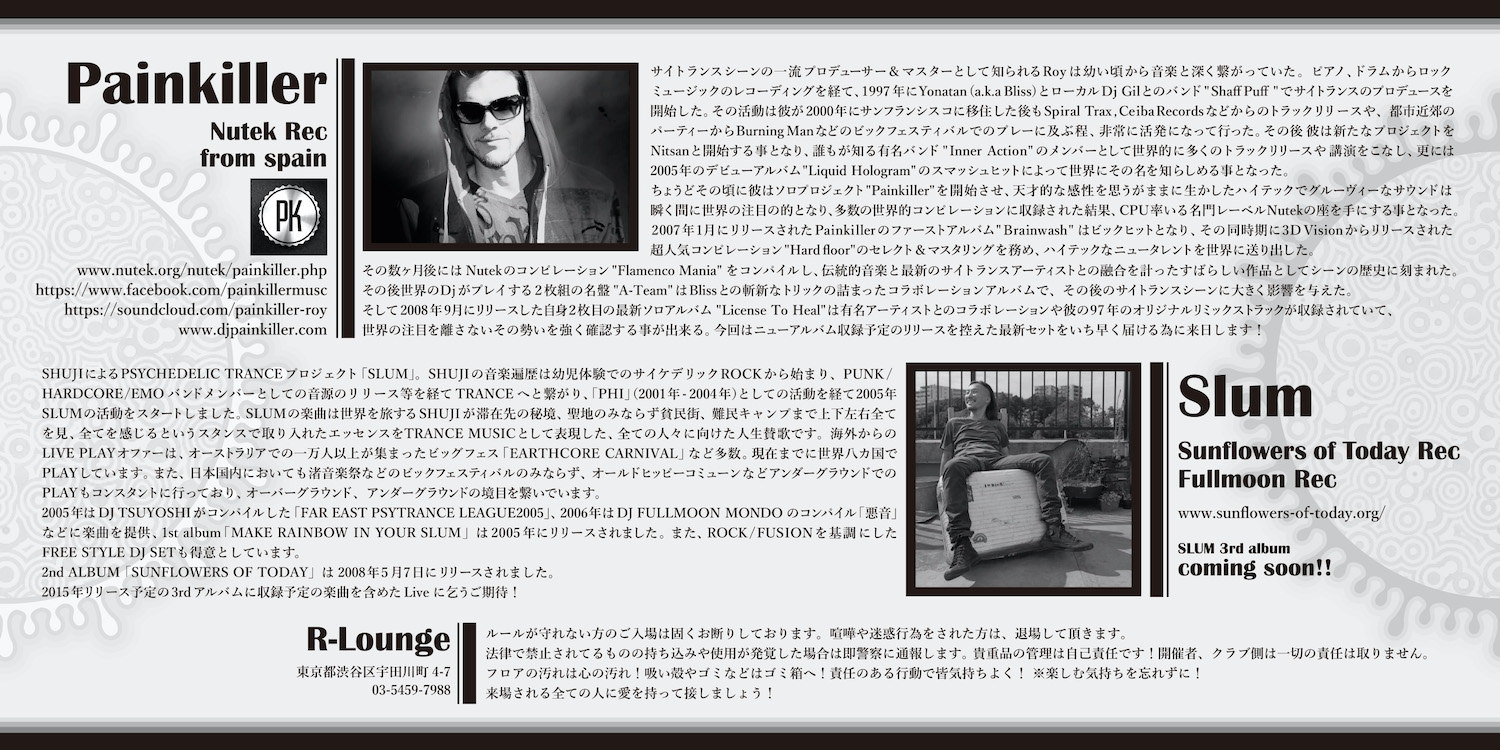 Painkiller
Nutek Rec
from spain
PK
www.nutek.org/nutek/painkiller.php
https://www.facebook.com/painkillermusc
https://soundcloud.com/painkiller-roy
www.djpainkiller.com
サイトランスシーンの一流プロデューサー&マスターとして知られるRoyは幼い頃から音楽と深く繋がっていた。ピアノ、ドラムからロック
ミュージックのレコーディングを経て、1997年にYonatan (a.k.a Bliss)とローカルDj Gilとのバンド"Shaff Puff "でサイトランスのプロデュースを
開始した。その活動は彼が2000年にサンフランシスコに移住した後もSpiral Trax,Ceiba Recordsなどからのトラックリリースや、都市近郊の
パーティーからBurning Manなどのビックフェスティバルでのプレーに及ぶ程、非常に活発になって行った。その後彼は新たなプロジェクトを
Nitsanと開始する事となり、誰もが知る有名バンド "Inner Action" のメンバーとして世界的に多くのトラックリリースや講演をこなし、更には
2005年のデビューアルバム"Liquid Hologram"のスマッシュヒットによって世界にその名を知らしめる事となった。
ちょうどその頃に彼はソロプロジェクト"Painkiller"を開始させ、天才的な感性を思うがままに生かしたハイテックでグルーヴィーなサウンドは
瞬く間に世界の注目の的となり、多数の世界的コンピレーションに収録された結果、CPU率いる名門レーベルNutekの座を手にする事となった。
2007年1月にリリースされたPainkillerのファーストアルバム"Brainwash" はビックヒットとなり、その同時期に3D Visionからリリースされた
超人気コンピレーション"Hard floor"のセレクト&マスタリングを務め、ハイテックなニュータレントを世界に送り出した。
その数ヶ月後にはNutekのコンピレーション"Flamenco Mania" をコンパイルし、伝統的音楽と最新のサイトランスアーティストとの融合を計ったすばらしい作品としてシーンの歴史に刻まれた。
その後世界のDjがプレイする2枚組の名盤"A-Team"はBlissとの斬新なトリックの詰まったコラボレーションアルバムで、その後のサイトランスシーンに大きく影響を与えた。
そして2008年9月にリリースした自身2枚目の最新ソロアルバム "License To Heal"は有名アーティストとのコラボレーションや彼の97年のオリジナルリミックストラックが収録されていて、
世界の注目を離さないその勢いを強く確認する事が出来る。今回はニューアルバム収録予定のリリースを控えた最新セットをいち早く届ける為に来日します！
SHUJIによるPSYCHEDELIC TRANCEプロジェクト「SLUM」。SHUJIの音楽遍歴は幼児体験でのサイケデリックROCKから始まり、PUNK/
HARDCORE/EMOバンドメンバーとしての音源のリリース等を経てTRANCEへと繋がり、「PHI」(2001年-2004年)としての活動を経て2005年
SLUMの活動をスタートしました。SLUMの楽曲は世界を旅するSHUJIが滞在先の秘境、聖地のみならず貧民街、難民キャンプまで上下左右全て
を見、全てを感じるというスタンスで取り入れたエッセンスをTRANCE MUSICとして表現した、全ての人々に向けた人生賛歌です。海外からの
LIVE PLAYオファーは、オーストラリアでの一万人以上が集まったビッグフェス「EARTHCORE CARNIVAL」など多数。現在までに世界八カ国で
PLAYしています。また、日本国内においても渚音楽祭などのビックフェスティバルのみならず、オールドヒッピーコミューンなどアンダーグラウンドでの
PLAYもコンスタントに行っており、オーバーグラウンド、アンダーグラウンドの境目を繋いでいます。
2005年はDJ TSUYOSHIがコンパイルした「FAR EAST PSYTRANCE LEAGUE2005」、2006年はDJ FULLMOON MONDOのコンパイル「悪音」
などに楽曲を提供、1st album「MAKE RAINBOW IN YOUR SLUM」は2005年にリリースされました。また、ROCK/FUSIONを基調にした
FREE STYLE DJ SETも得意としています。
2nd ALBUM「SUNFLOWERS OF TODAY」は2008年5月7日にリリースされました。
2015年リリース予定の3rdアルバムに収録予定の楽曲を含めたLiveに乞うご期待！
Slum
Sunflowers of Today Rec
Fullmoon Rec
www.sunflowers-of-today.org/
SLUM 3rd album
coming soon!!
R-Lounge
東京都渋谷区宇田川町 4-7
03-5459-7988
ルールが守れない方のご入場は固くお断りしております。喧嘩や迷惑行為をされた方は、退場して頂きます。
法律で禁止されてるものの持ち込みや使用が発覚した場合は即警察に通報します。貴重品の管理は自己責任です！開催者、クラブ側は一切の責任は取りません。
フロアの汚れは心の汚れ！吸い殻やゴミなどはゴミ箱へ！責任のある行動で皆気持ちよく！ ※楽しむ気持ちを忘れずに！
来場される全ての人に愛を持って接しましょう！